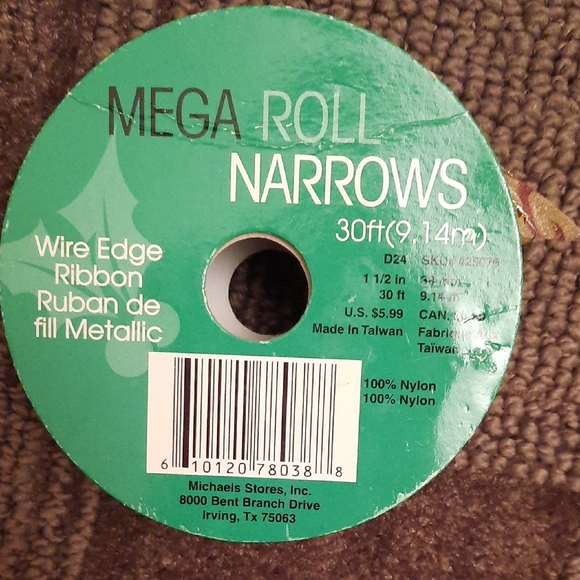 MEGA ROLL
NARROWS
30ft(9.14m)
Wire Edge
Ribbon
Ruban de
fill Metallic
D24 SKU#
1 1/2 in
30 ft 9.14
U.S. $5.99 CAN.
Made In Taiwan
Taïwan
100% Nylon
100% Nylon
6 10120 78038 8
Michaels Stores, Inc.
8000 Bent Branch Drive
Irving, Tx 75063